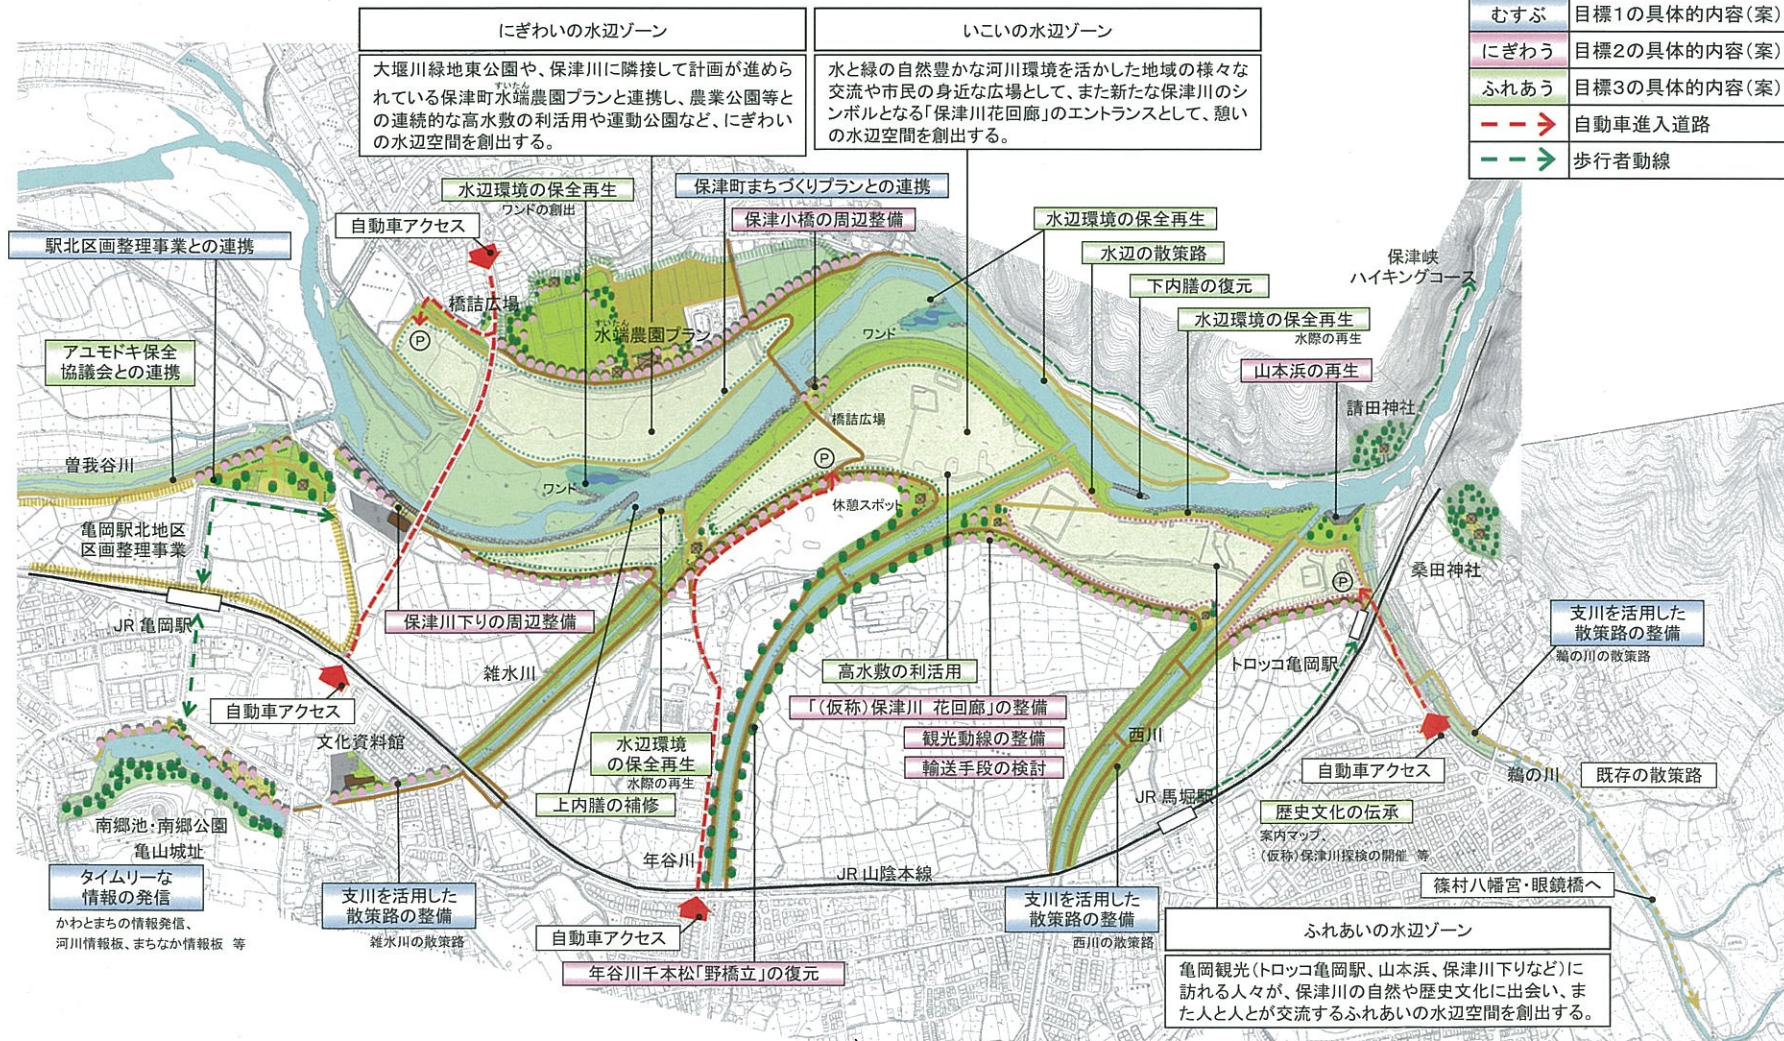 にぎわいの水辺ゾーン
大堰川緑地東公園や、保津川に隣接して計画が進めら
れている保津町水端農園プランと連携し、農業公園等と
すいたん
の連続的な高水敷の利活用や運動公園など、にぎわい
の水辺空間を創出する。
いこいの水辺ゾーン
水と緑の自然豊かな河川環境を活かした地域の様々な
交流や市民の身近な広場として、また新たな保津川のシ
ンボルとなる「保津川花回廊」のエントランスとして、憩い
の水辺空間を創出する。
むすぶ 目標1の具体的内容(案)
にぎわう 目標2の具体的内容(案)
ふれあう 目標3の具体的内容(案)
自動車進入道路
歩行者動線
水辺環境の保全再生
ワンドの創出
保津町まちづくりプランとの連携
保津小橋の周辺整備
自動車アクセス
駅北区画整理事業との連携
水辺環境の保全再生
水辺の散策路
下内膳の復元
水辺環境の保全再生
水際の再生
山本浜の再生
保津峡
ハイキングコース
橋詰広場
すいたん
水端農園プラン
P
ワンド
アユモドキ保全
協議会との連携
請田神社
橋詰広場
P
曽我谷川
ワンド
休憩スポット
亀岡駅北地区
区画整理事業
桑田神社
P
JR 亀岡駅
保津川下りの周辺整備
支川を活用した
散策路の整備
鵜の川の散策路
雑水川
高水敷の利活用
トロッコ亀岡駅
「(仮称)保津川 花回廊」の整備
観光動線の整備
輸送手段の検討
自動車アクセス
文化資料館
水辺環境
の保全再生
水際の再生
上内膳の補修
西川
自動車アクセス
鵜の川
既存の散策路
JR 馬堀駅
歴史文化の伝承
案内マップ、
(仮称)保津川探検の開催 等
南郷池・南郷公園
亀山城址
タイムリーな
情報の発信
かわとまちの情報発信、
河川情報板、まちなか情報板 等
支川を活用した
散策路の整備
雑水川の散策路
年谷川
JR 山陰本線
自動車アクセス
年谷川千本松「野橋立」の復元
支川を活用した
散策路の整備
西川の散策路
篠村八幡宮・眼鏡橋へ
ふれあいの水辺ゾーン
亀岡観光(トロッコ亀岡駅、山本浜、保津川下りなど)に
訪れる人々が、保津川の自然や歴史文化に出会い、ま
た人と人とが交流するふれあいの水辺空間を創出する。